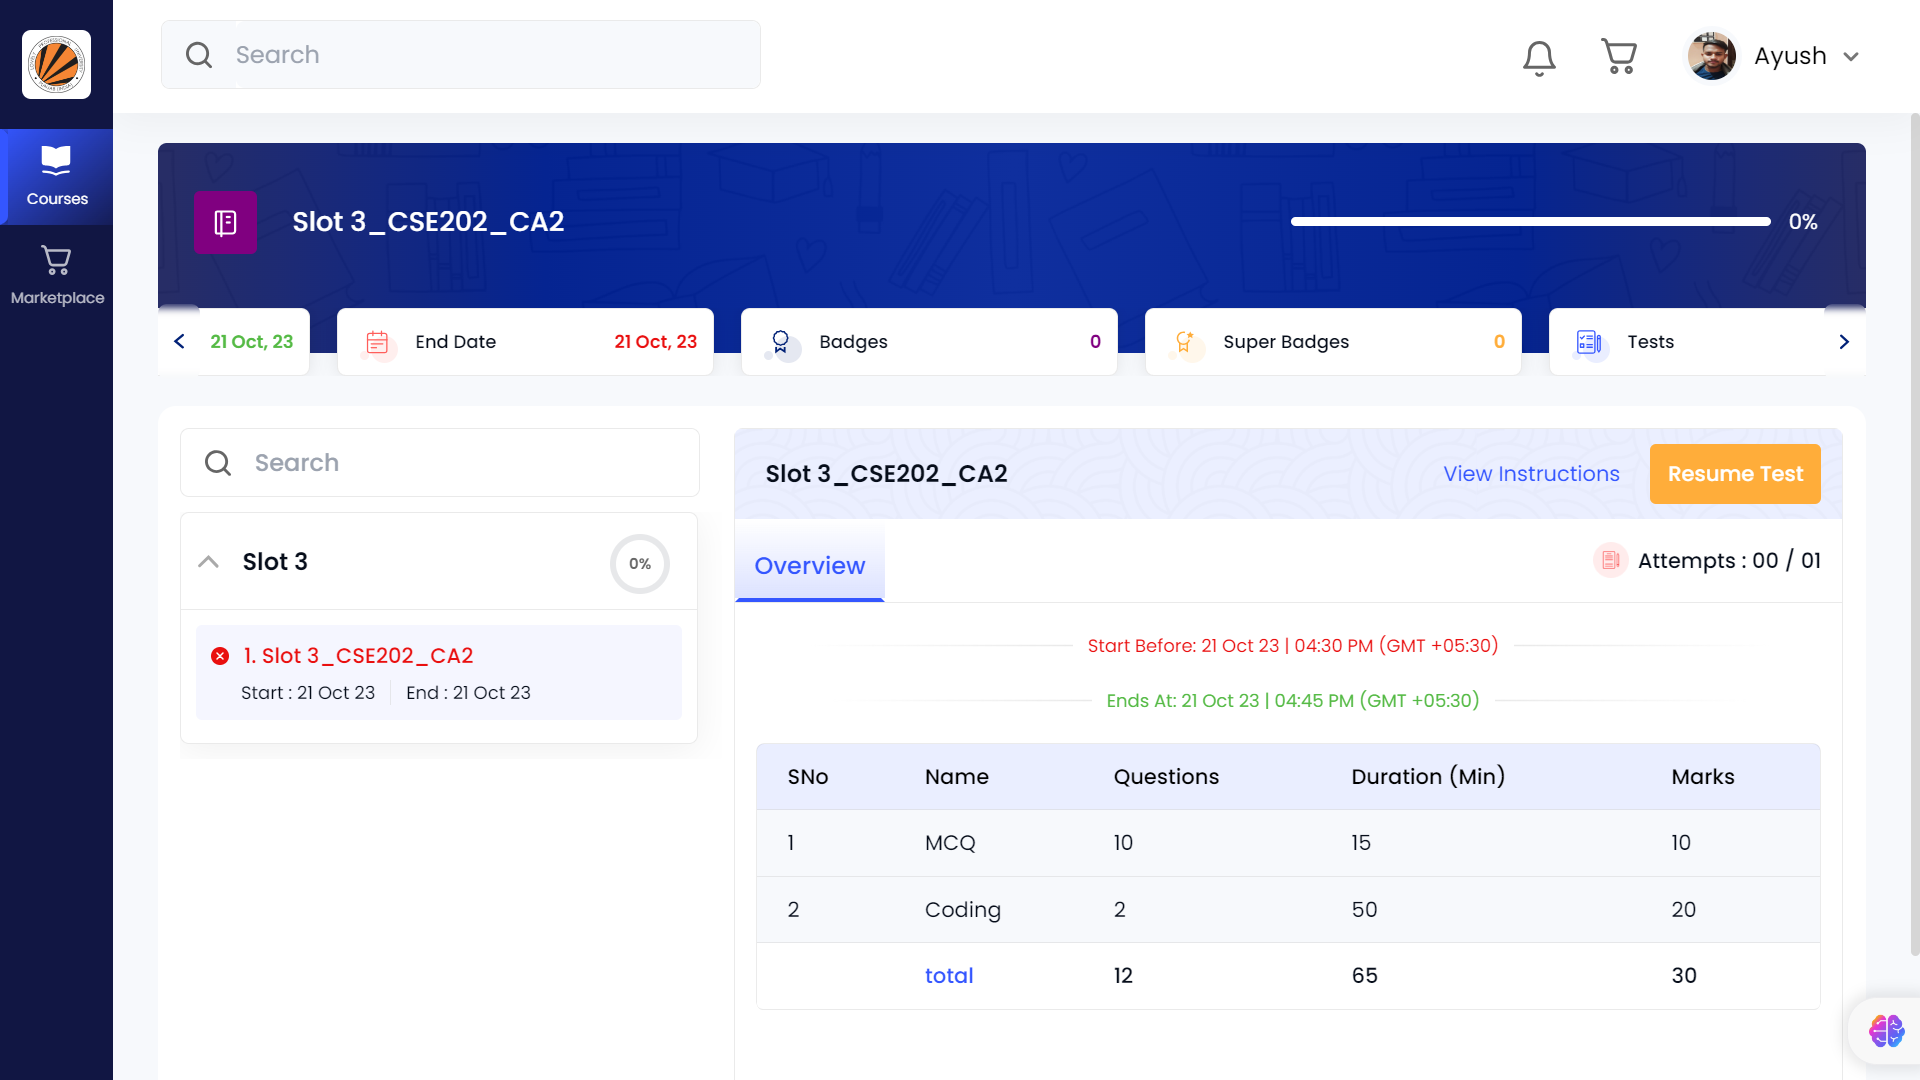 Search
Ayush
Courses
Marketplace
Slot 3_CSE202_CA2
0%
21 Oct, 23
End Date
21 Oct, 23
Badges
0
Super Badges
0
Tests
Search
Slot 3
0%
1. Slot 3_CSE202_CA2
Start : 21 Oct 23
End : 21 Oct 23
Slot 3_CSE202_CA2
View Instructions
Resume Test
Overview
Attempts : 00 / 01
Start Before: 21 Oct 23 | 04:30 PM (GMT +05:30)
Ends At: 21 Oct 23 | 04:45 PM (GMT +05:30)
SNo Name Questions Duration (Min) Marks
1 MCQ 10 15 10
2 Coding 2 50 20
total 12 65 30